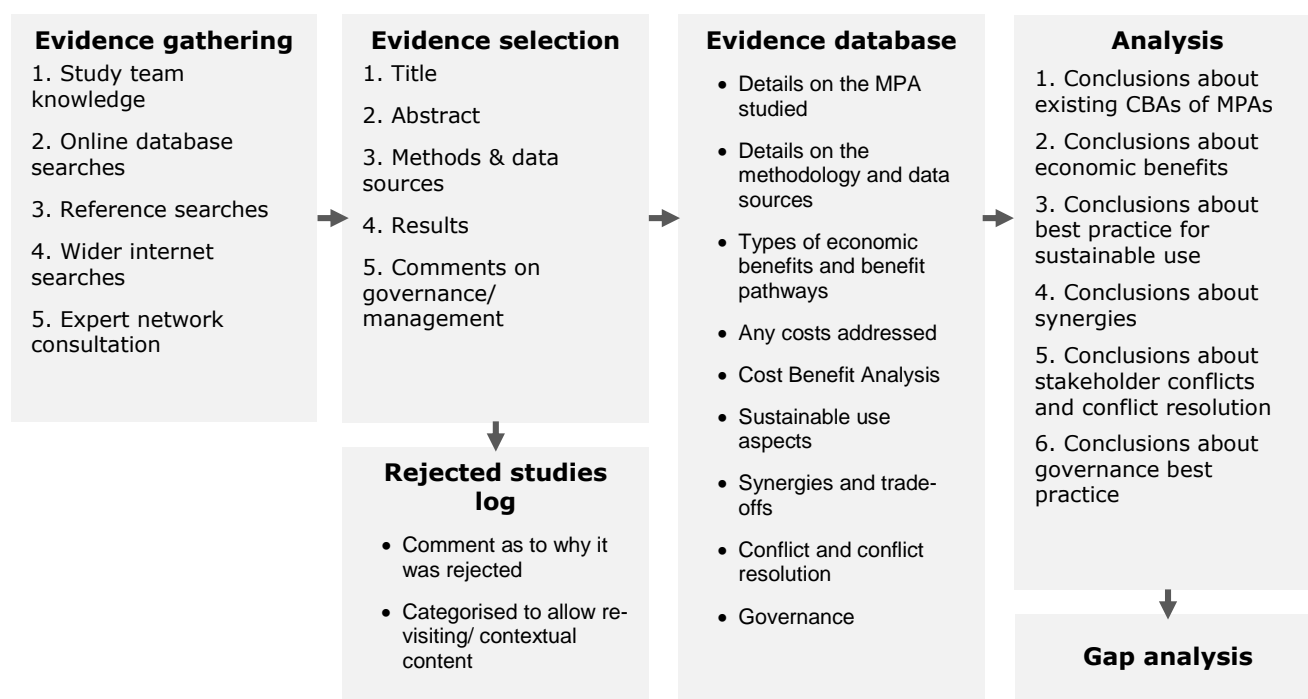 Evidence gathering
1. Study team
knowledge
2. Online database
searches
3. Reference searches
4. Wider internet
searches
5. Expert network
consultation
Evidence selection
1. Title
2. Abstract
3. Methods & data
sources
4. Results
5. Comments on
governance/
management
Rejected studies
log
• Comment as to why it
was rejected
• Categorised to allow re-
visiting/ contextual
content
Evidence database
• Details on the MPA
studied
• Details on the
methodology and data
sources
• Types of economic
benefits and benefit
pathways
• Any costs addressed
• Cost Benefit Analysis
• Sustainable use
aspects
• Synergies and trade-
offs
• Conflict and conflict
resolution
• Governance
Analysis
1. Conclusions about
existing CBAs of MPAs
2. Conclusions about
economic benefits
3. Conclusions about
best practice for
sustainable use
4. Conclusions about
synergies
5. Conclusions about
stakeholder conflicts
and conflict resolution
6. Conclusions about
governance best
practice
Gap analysis